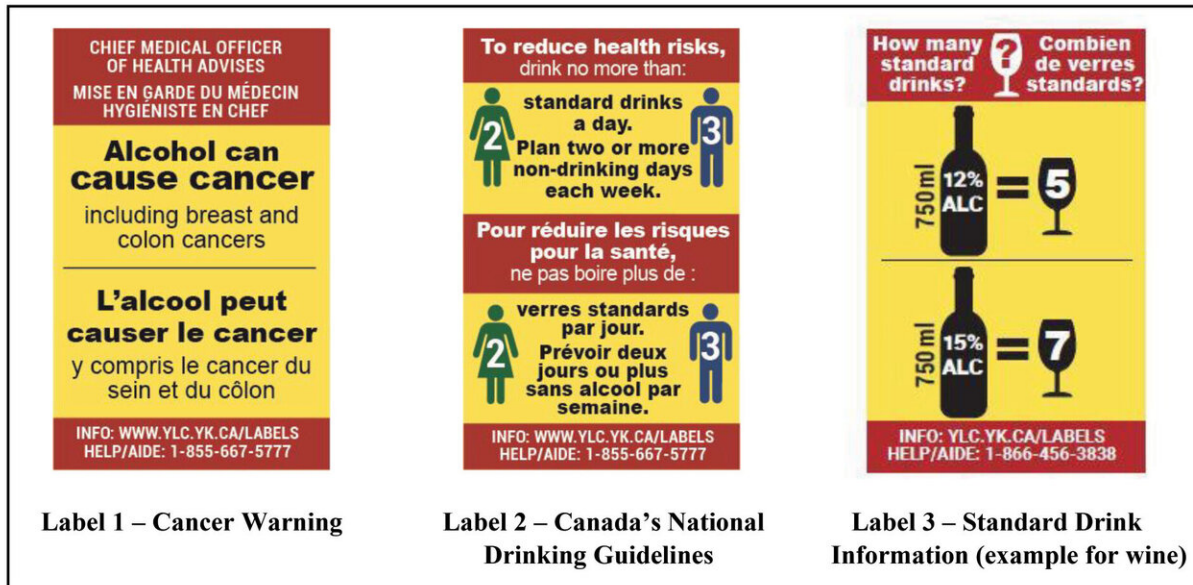 CHIEF MEDICAL OFFICER
OF HEALTH ADVISES
MISE EN GARDE DU MÉDECIN
HYGIÉNISTE EN CHEF
Alcohol can
cause cancer
including breast and
colon cancers
L'alcool peut
causer le cancer
y compris le cancer du
sein et du côlon
INFO: WWW.YLC.YK.CA/LABELS
HELP/AIDE: 1-855-667-5777
Label 1 – Cancer Warning
To reduce health risks,
drink no more than:
2
standard drinks
a day.
Plan two or more
non-drinking days
each week.
3
Pour réduire les risques
pour la santé,
ne pas boire plus de :
2
verres standards
par jour.
Prévoir deux
jours ou plus
sans alcool par
semaine.
3
INFO: WWW.YLC.YK.CA/LABELS
HELP/AIDE: 1-855-667-5777
Label 2 – Canada's National
Drinking Guidelines
How many
standard
drinks?
?
Combien
de verres
standards?
750 ml
12%
ALC
=
5
750 ml
15%
ALC
=
7
INFO: YLC.YK.CA/LABELS
HELP/AIDE: 1-866-456-3838
Label 3 – Standard Drink
Information (example for wine)